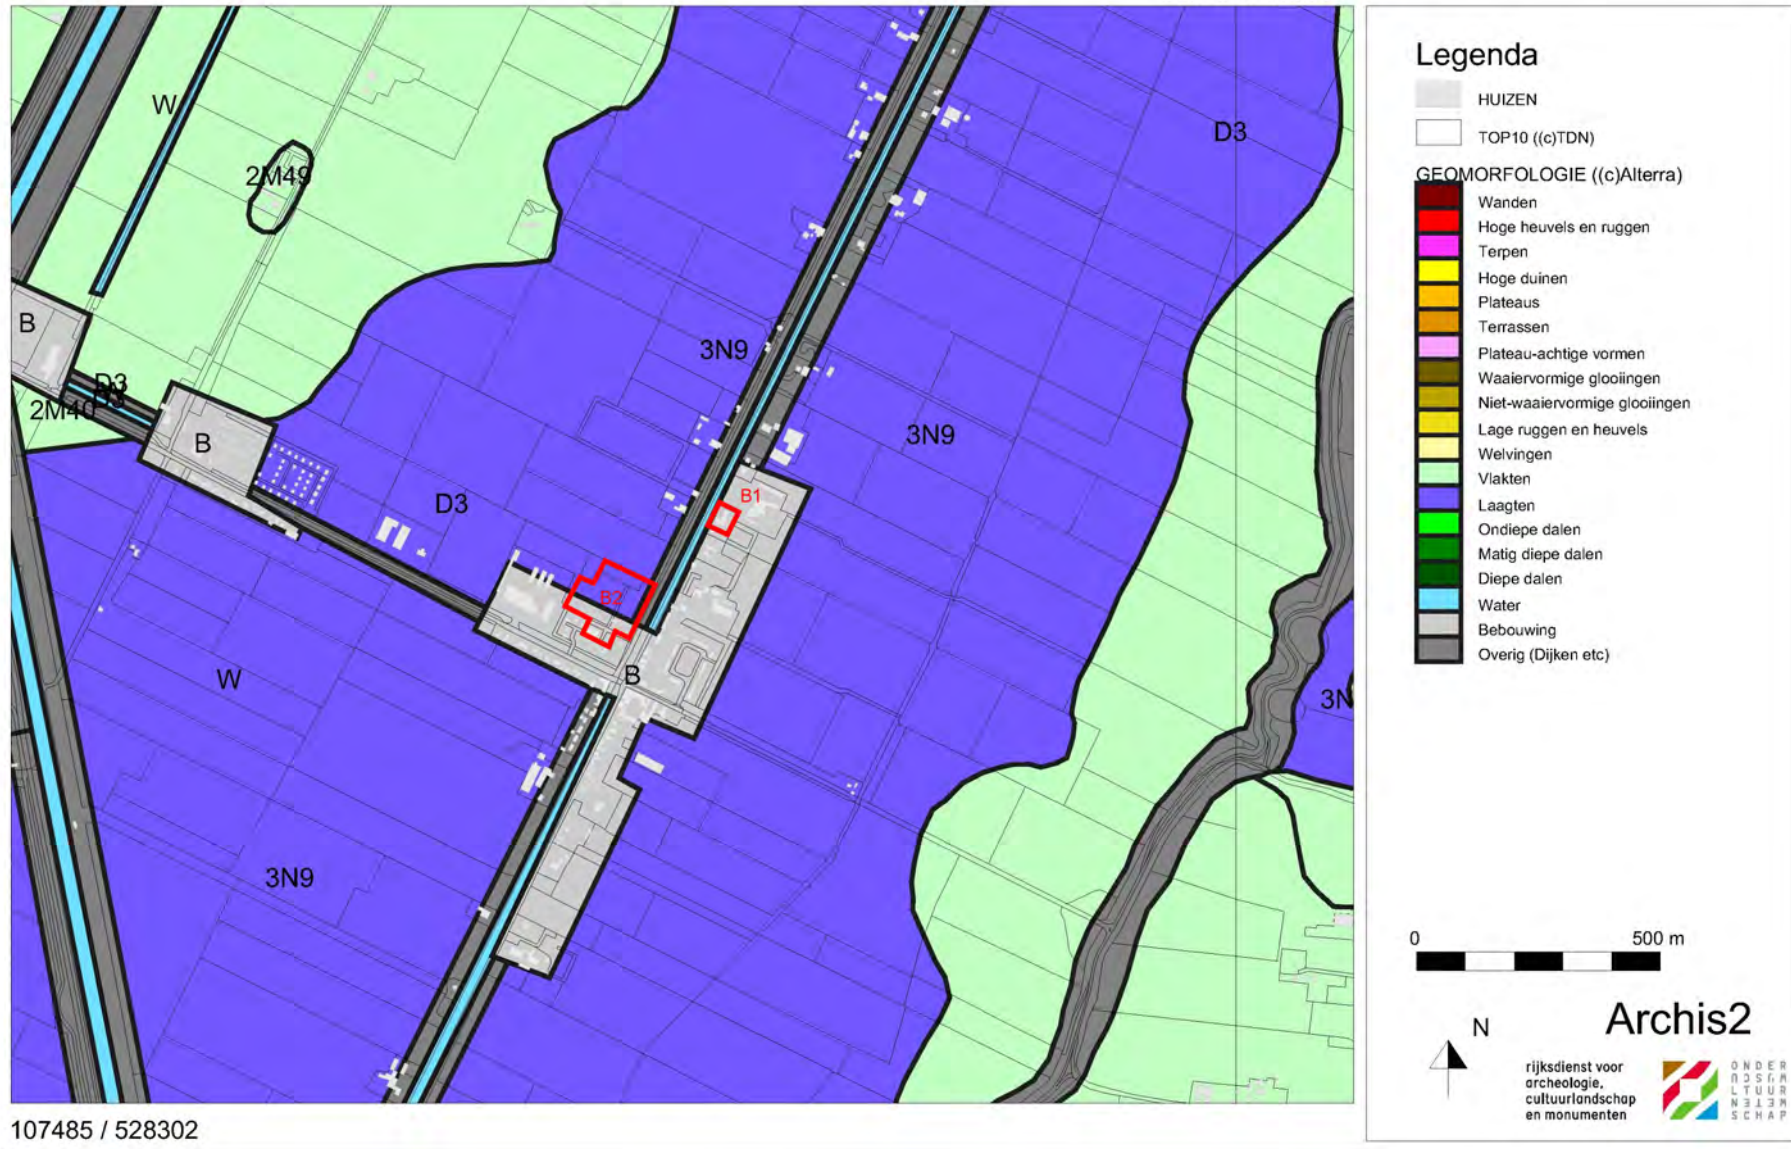 W
D3
2M49
B
3N9
D3
2M40
3N9
B
B1
D3
B2
W
B
3N
3N9
107485 / 528302
Legenda
HUIZEN
TOP10 ((c)TDN)
GEOMORFOLOGIE ((c)Alterra)
Wanden
Hoge heuvels en ruggen
Terpen
Hoge duinen
Plateaus
Terrassen
Plateau-achtige vormen
Waaiervormige glooiingen
Niet-waaiervormige glooiingen
Lage ruggen en heuvels
Welvingen
Vlakten
Laagten
Ondiepe dalen
Matig diepe dalen
Diepe dalen
Water
Bebouwing
Overig (Dijken etc)
0 500 m
N
Archis2
rijksdienst voor
archeologie,
cultuurlandschap
en monumenten
ONDER
LTUUR
SCHAP